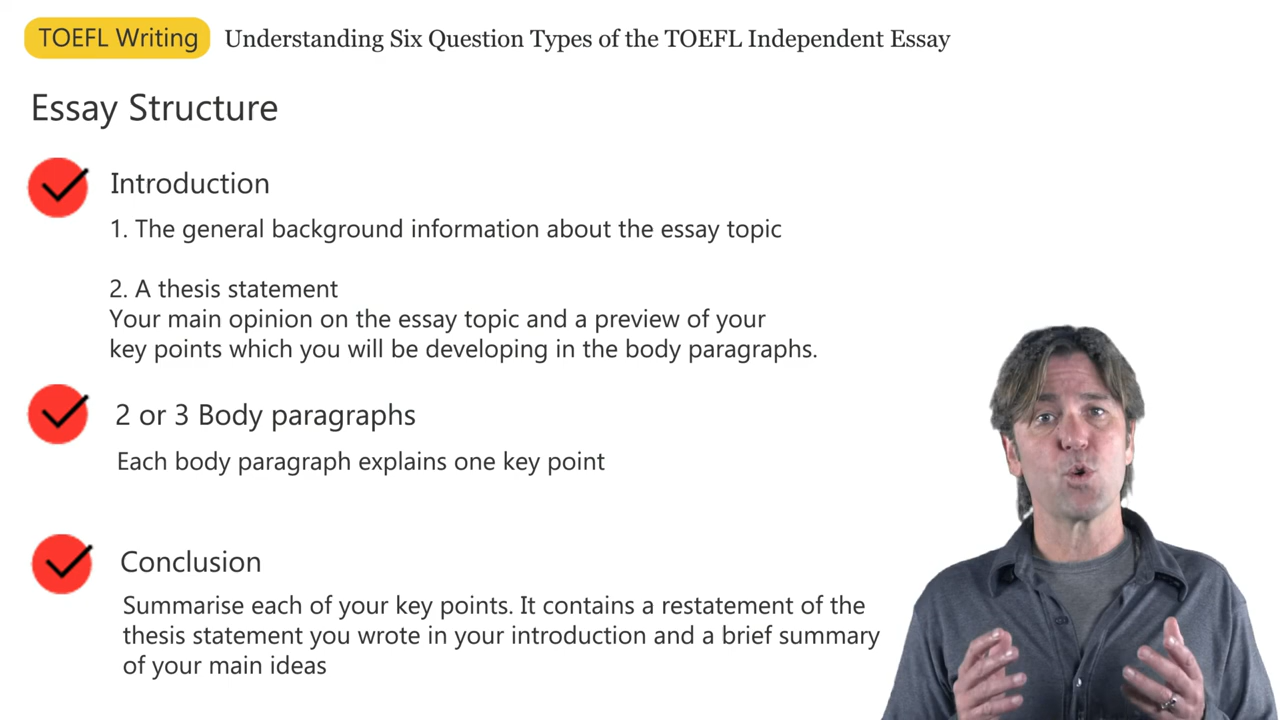 TOEFL Writing Understanding Six Question Types of the TOEFL Independent Essay
Essay Structure
Introduction
1. The general background information about the essay topic
2. A thesis statement
Your main opinion on the essay topic and a preview of your
key points which you will be developing in the body paragraphs.
2 or 3 Body paragraphs
Each body paragraph explains one key point
Conclusion
Summarise each of your key points. It contains a restatement of the
thesis statement you wrote in your introduction and a brief summary
of your main ideas